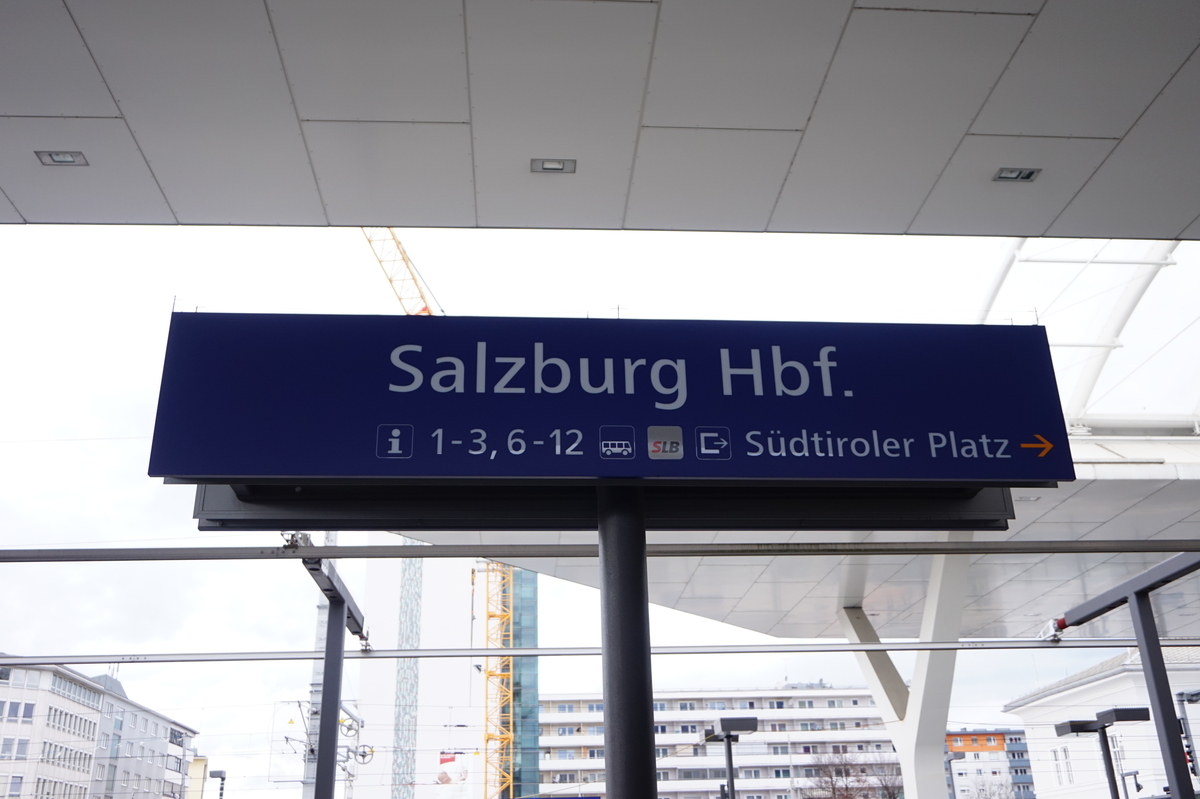 Salzburg Hbf.
i 1-3, 6-12 SLB Südtiroler Platz